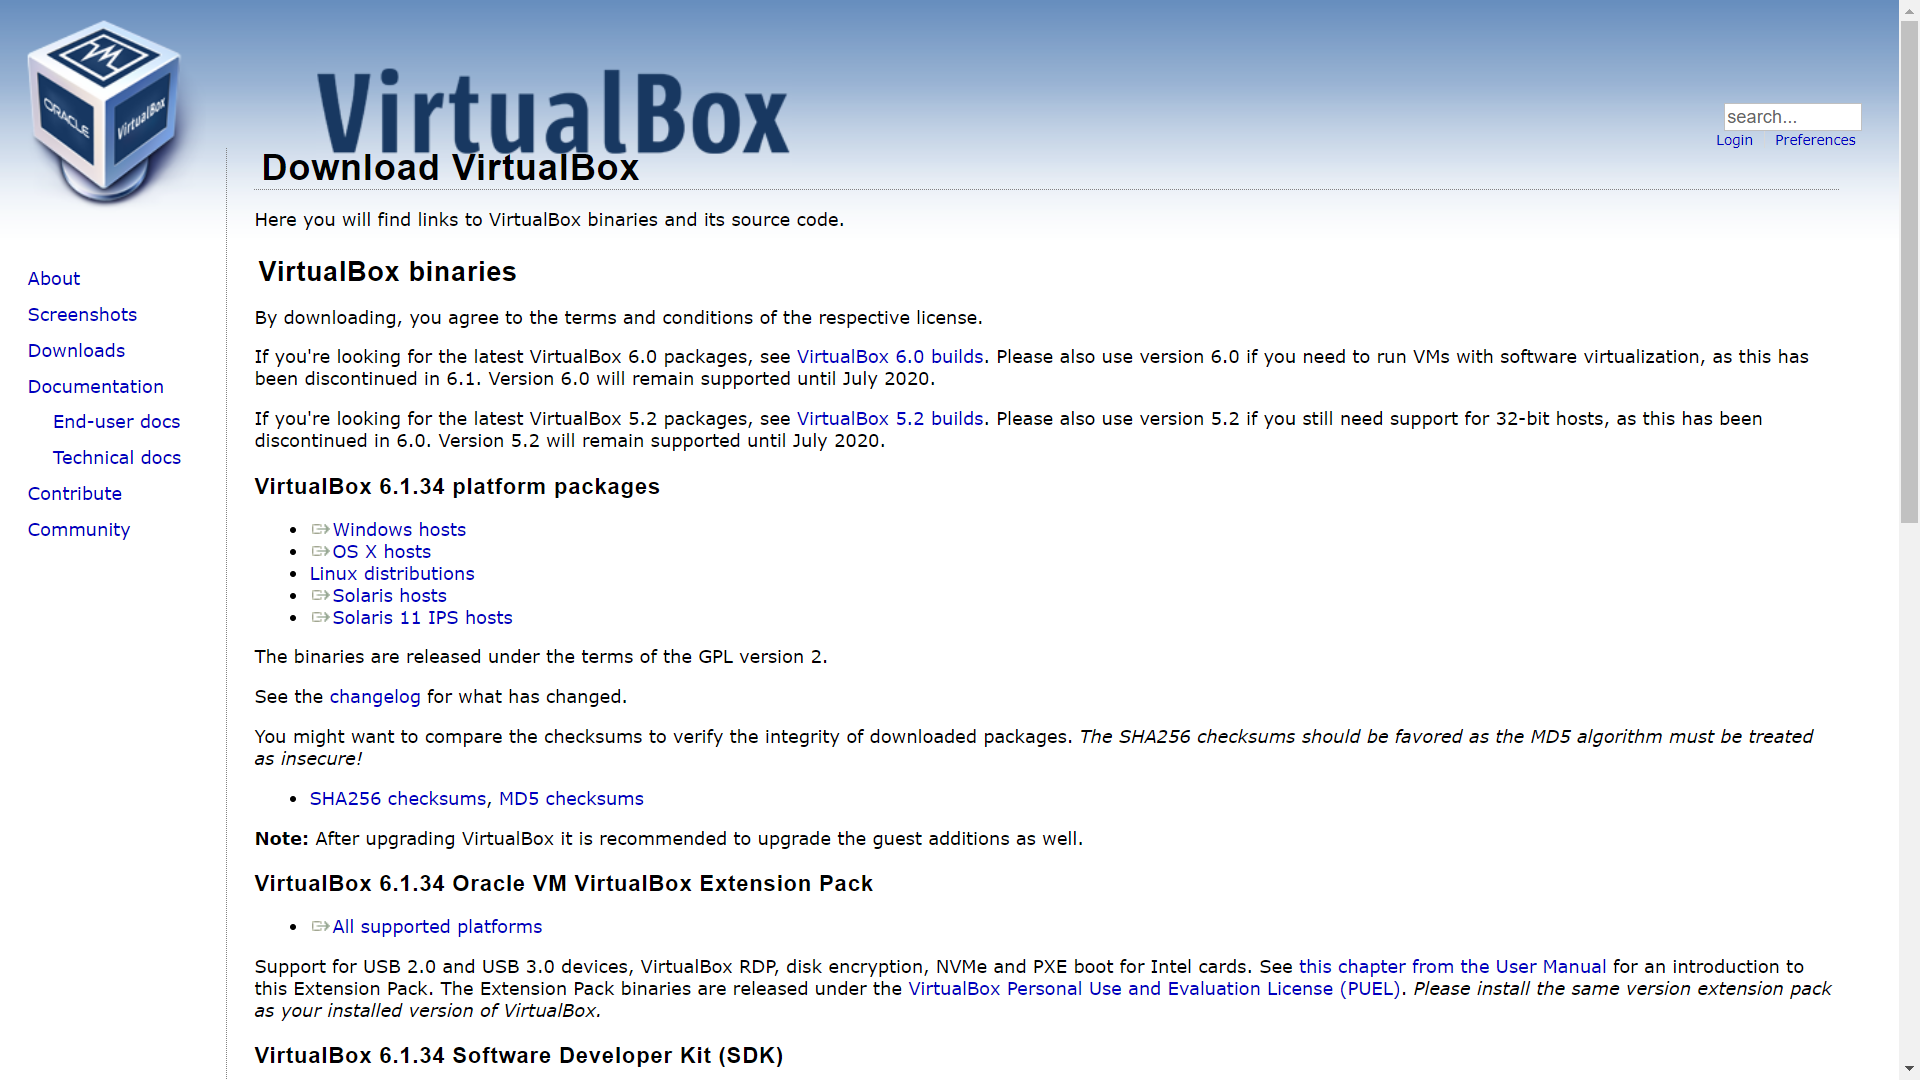 ORACLE
VirtualBox
VirtualBox
search...
Login Preferences
About
Screenshots
Downloads
Documentation
End-user docs
Technical docs
Contribute
Community
Download VirtualBox
Here you will find links to VirtualBox binaries and its source code.
VirtualBox binaries
By downloading, you agree to the terms and conditions of the respective license.
If you're looking for the latest VirtualBox 6.0 packages, see VirtualBox 6.0 builds. Please also use version 6.0 if you need to run VMs with software virtualization, as this has
been discontinued in 6.1. Version 6.0 will remain supported until July 2020.
If you're looking for the latest VirtualBox 5.2 packages, see VirtualBox 5.2 builds. Please also use version 5.2 if you still need support for 32-bit hosts, as this has been
discontinued in 6.0. Version 5.2 will remain supported until July 2020.
VirtualBox 6.1.34 platform packages
Windows hosts
OS X hosts
Linux distributions
Solaris hosts
Solaris 11 IPS hosts
The binaries are released under the terms of the GPL version 2.
See the changelog for what has changed.
You might want to compare the checksums to verify the integrity of downloaded packages. The SHA256 checksums should be favored as the MD5 algorithm must be treated
as insecure!
SHA256 checksums, MD5 checksums
Note: After upgrading VirtualBox it is recommended to upgrade the guest additions as well.
VirtualBox 6.1.34 Oracle VM VirtualBox Extension Pack
All supported platforms
Support for USB 2.0 and USB 3.0 devices, VirtualBox RDP, disk encryption, NVMe and PXE boot for Intel cards. See this chapter from the User Manual for an introduction to
this Extension Pack. The Extension Pack binaries are released under the VirtualBox Personal Use and Evaluation License (PUEL). Please install the same version extension pack
as your installed version of VirtualBox.
VirtualBox 6.1.34 Software Developer Kit (SDK)